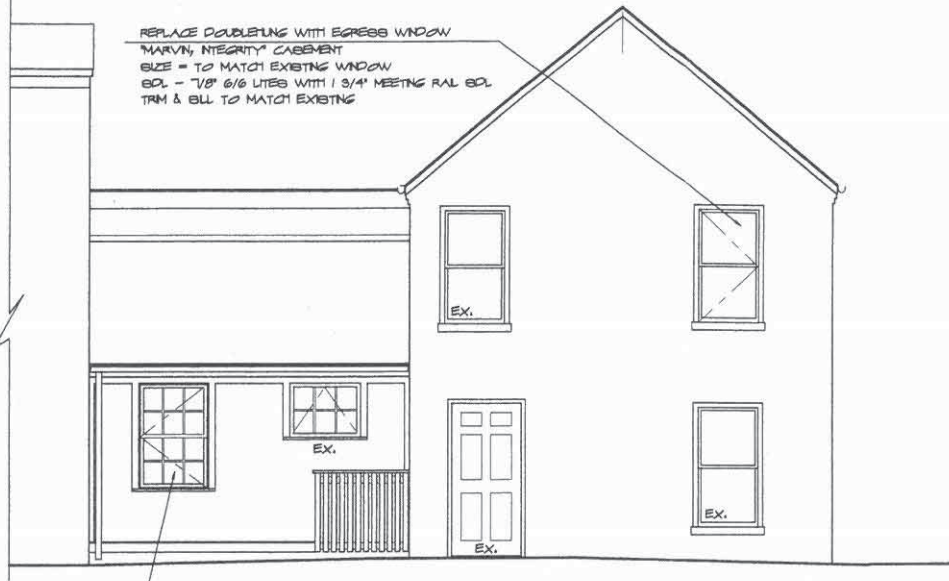 REPLACE DOUBLEHUNG WITH EGRESS WINDOW
"MARVIN, INTEGRITY" CASEMENT
SIZE = TO MATCH EXISTING WINDOW
SDL - 7/8" 6/6 LITES WITH 1 3/4" MEETING RAIL SDL
TRIM & SILL TO MATCH EXISTING
EX.
EX.
EX.
EX.